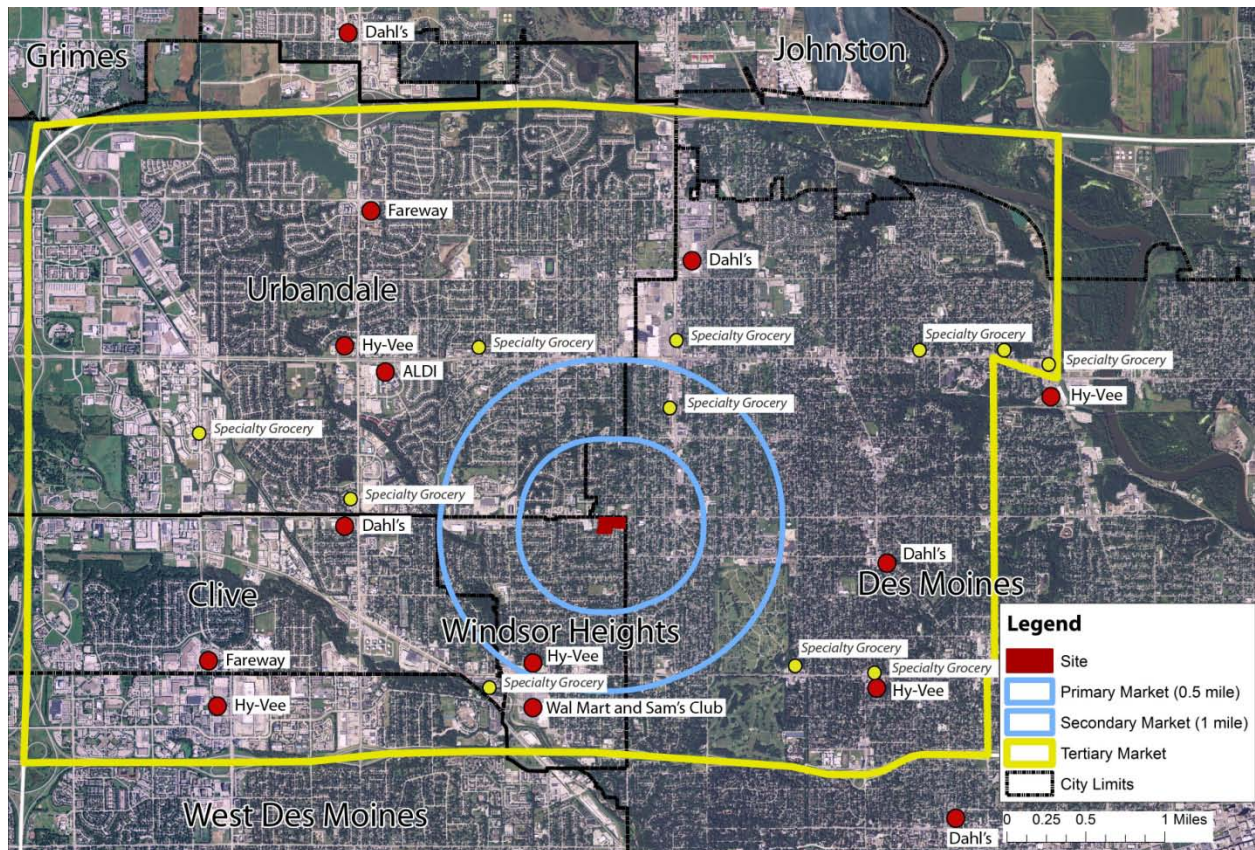 Dahl's
Grimes
Johnston
Fareway
Dahl's
Urbandale
Hy-Vee
Specialty Grocery
Specialty Grocery
Specialty Grocery
Specialty Grocery
ALDI
Specialty Grocery
Hy-Vee
Specialty Grocery
Specialty Grocery
Dahl's
Dahl's
Des Moines
Clive
Windsor Heights
Hy-Vee
Fareway
Specialty Grocery
Specialty Grocery
Specialty Grocery
Hy-Vee
Hy-Vee
Wal Mart and Sam's Club
West Des Moines
Dahl's
Legend
Site
Primary Market (0.5 mile)
Secondary Market (1 mile)
Tertiary Market
City Limits
0 0.25 0.5 1 Miles